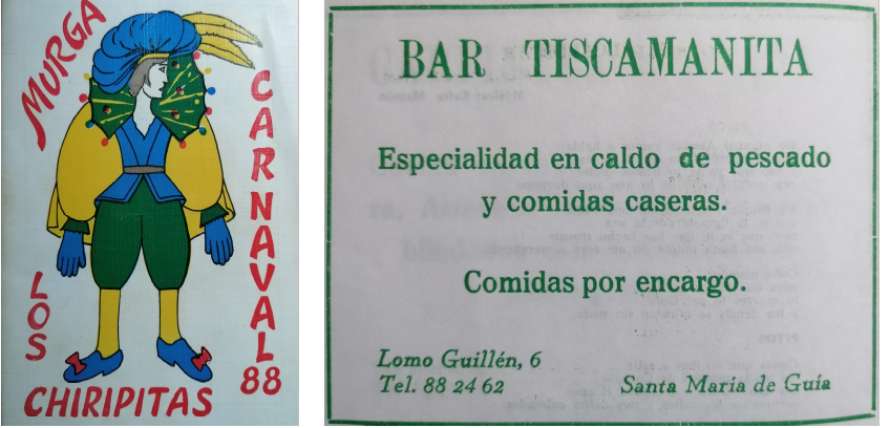 MURGA
CARNAVAL
88
LOS
CHIRIPITAS
BAR TISCAMANITA
Especialidad en caldo de pescado
y comidas caseras.
Comidas por encargo.
Lomo Guillén, 6
Tel. 88 24 62
Santa María de Guía